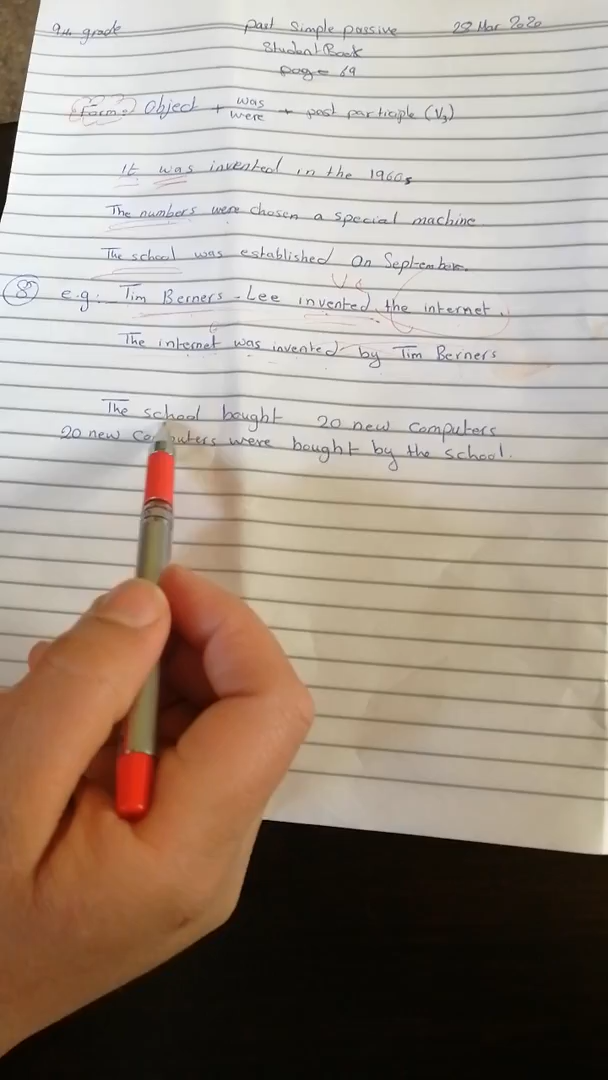 9th grade past simple passive 28 Mar 2020
Student Book
page 69
Form: Object + was + past participle (V3)
were
It was invented in the 1960s
The numbers were chosen a special machine
The school was established on September.
8 e.g:- Tim Berners-Lee invented the internet.
The internet was invented by Tim Berners
The school bought 20 new computers
20 new computers were bought by the school.